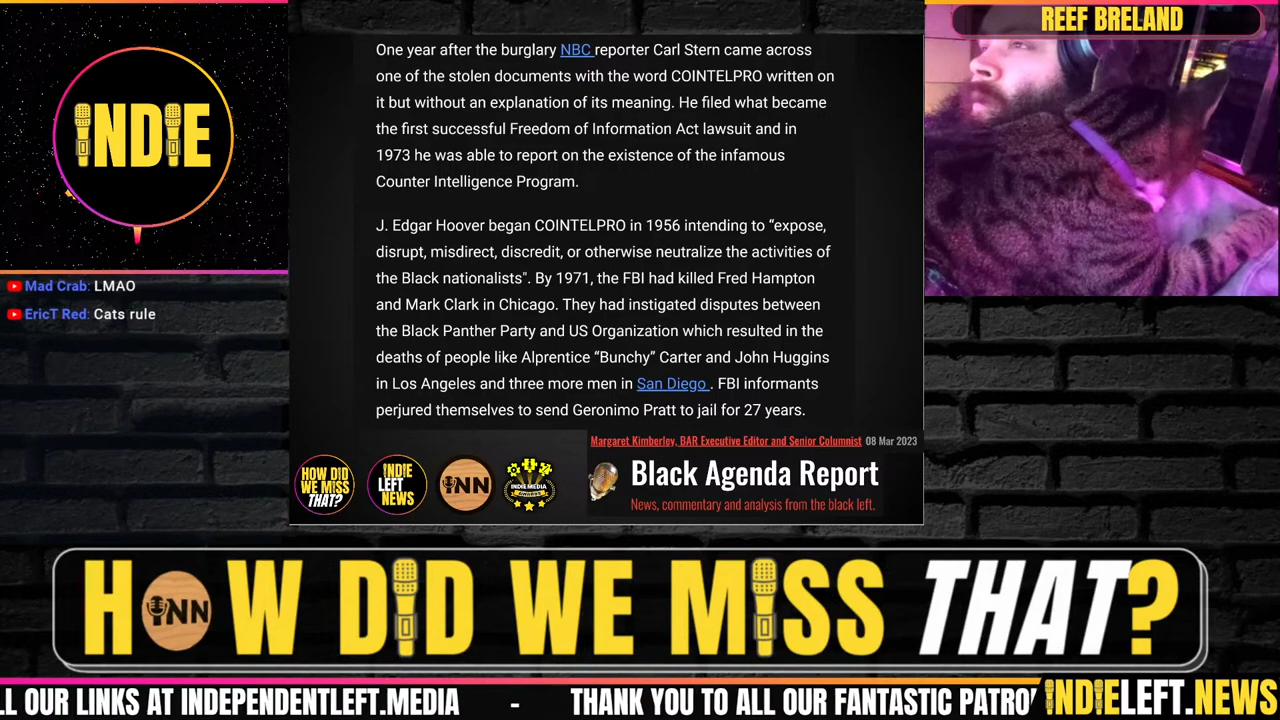 INDIE
REEF BRELAND
One year after the burglary NBC reporter Carl Stern came across
one of the stolen documents with the word COINTELPRO written on
it but without an explanation of its meaning. He filed what became
the first successful Freedom of Information Act lawsuit and in
1973 he was able to report on the existence of the infamous
Counter Intelligence Program.
J. Edgar Hoover began COINTELPRO in 1956 intending to “expose,
disrupt, misdirect, discredit, or otherwise neutralize the activities of
the Black nationalists". By 1971, the FBI had killed Fred Hampton
and Mark Clark in Chicago. They had instigated disputes between
the Black Panther Party and US Organization which resulted in the
deaths of people like Alprentice “Bunchy” Carter and John Huggins
in Los Angeles and three more men in San Diego . FBI informants
perjured themselves to send Geronimo Pratt to jail for 27 years.
Mad Crab: LMAO
EricT Red: Cats rule
Margaret Kimberley, BAR Executive Editor and Senior Columnist 08 Mar 2023
Black Agenda Report
News, commentary and analysis from the black left.
HOW DID
WE MISS
THAT?
INDIE
LEFT
NEWS
INN
INDIE MEDIA
AWARDS
HOW DID WE MISS THAT?
INN
LL OUR LINKS AT INDEPENDENTLEFT.MEDIA - THANK YOU TO ALL OUR FANTASTIC PATRO
INDIELEFT.NEWS